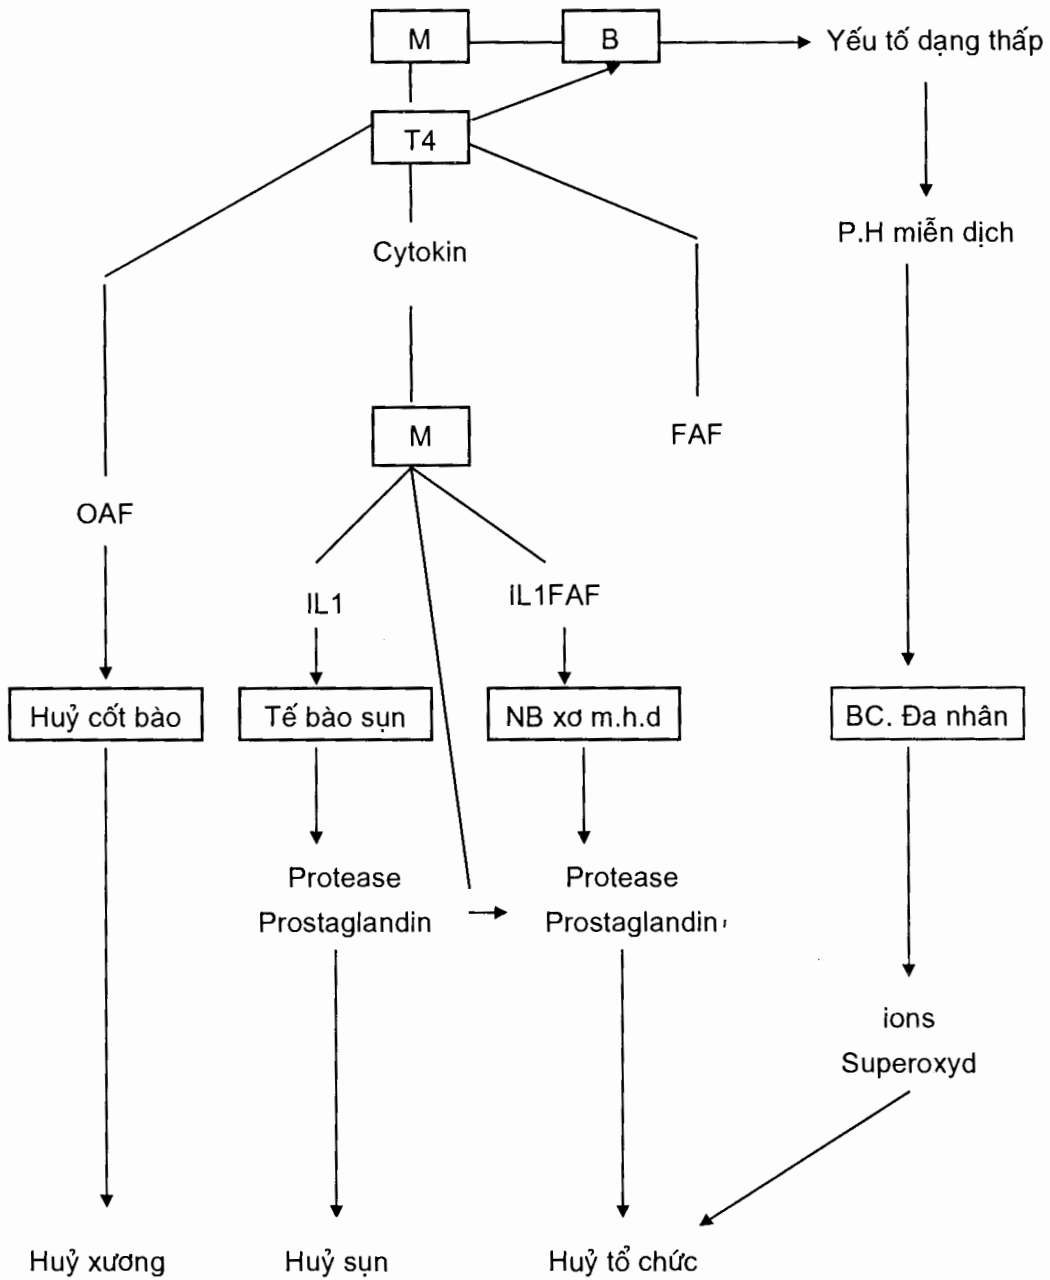 M
B
Yếu tố dạng thấp
T4
P.H miễn dịch
Cytokin
M
FAF
OAF
IL1
iL1FAF
Huỷ cốt bào
Tế bào sụn
NB xơ m.h.d
BC. Đa nhân
Protease
Prostaglandin
Protease
Prostaglandin
ions
Superoxyd
Huỷ xương
Huỷ sụn
Huỷ tổ chức